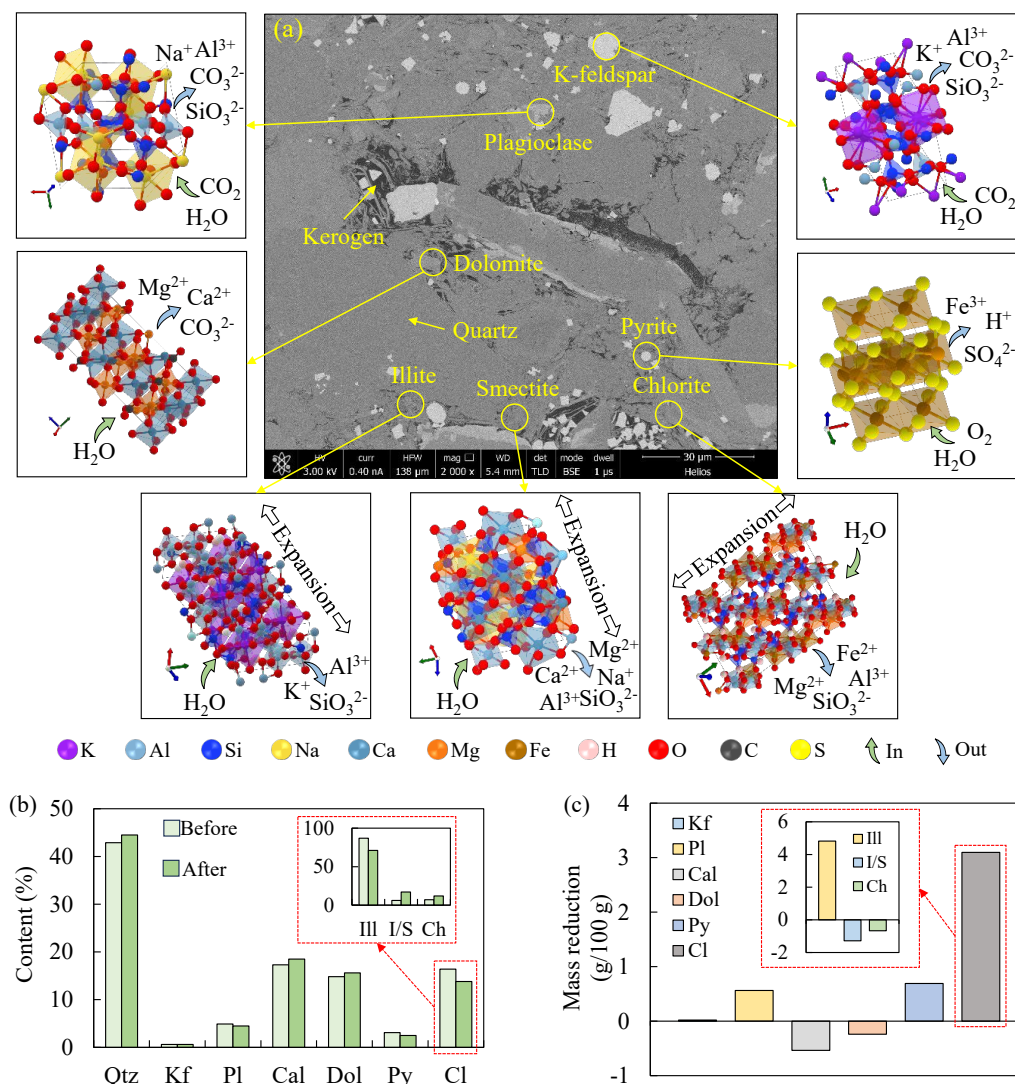 Na⁺ Al³⁺
CO₃²⁻
SiO₃²⁻
CO₂
H₂O
(a)
K-feldspar
Plagioclase
Kerogen
Dolomite
Quartz
Pyrite
Illite
Smectite
Chlorite
HV curr HFW mag WD det mode dwell
3.00 kV 0.40 nA 138 µm 2 000 x 5.4 mm TLD BSE 1 µs
30 µm
Helios
K⁺ Al³⁺
CO₃²⁻
SiO₃²⁻
CO₂
H₂O
Mg²⁺ Ca²⁺
CO₃²⁻
H₂O
Fe³⁺
H⁺
SO₄²⁻
O₂
H₂O
Expansion
H₂O
K⁺ Al³⁺
SiO₃²⁻
Expansion
H₂O
Mg²⁺
Ca²⁺ Na⁺
Al³⁺ SiO₃²⁻
Expansion
H₂O
Fe²⁺
Mg²⁺ Al³⁺
SiO₃²⁻
K Al Si Na Ca Mg Fe H O C S In Out
(b)
Content (%)
50
40
30
20
10
0
Before
After
100
50
0
Ill I/S Ch
Qtz Kf Pl Cal Dol Py Cl
(c)
Mass reduction
(g/100 g)
4
3
2
1
0
-1
Kf
Pl
Cal
Dol
Py
Cl
6
4
2
0
-2
Ill
I/S
Ch